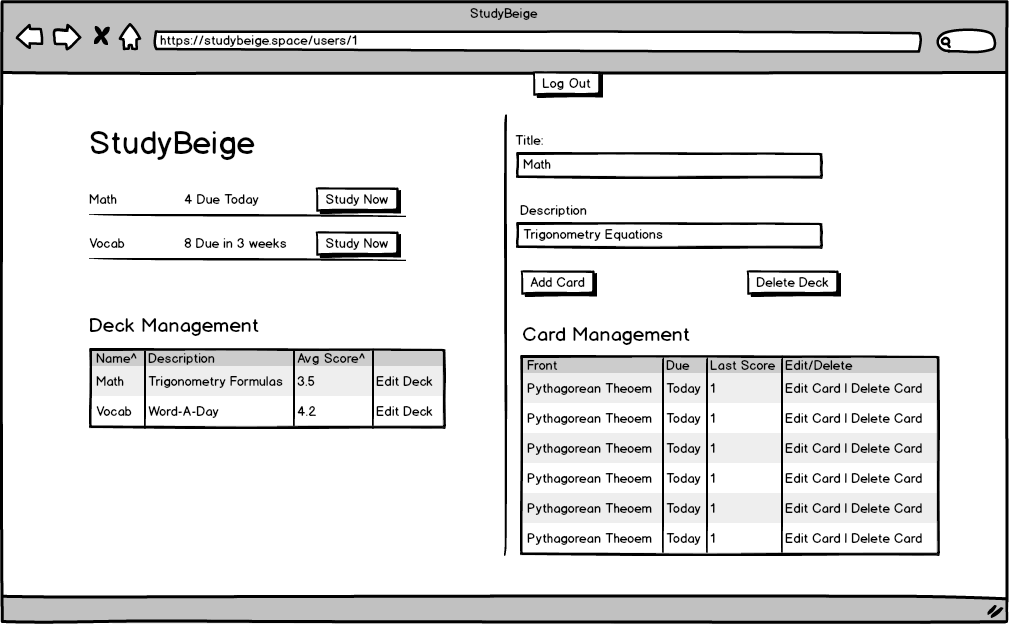 StudyBeige
https://studybeige.space/users/1
Log Out
StudyBeige
Math 4 Due Today Study Now
Vocab 8 Due in 3 weeks Study Now
Deck Management
Name^ Description Avg Score^
Math Trigonometry Formulas 3.5 Edit Deck
Vocab Word-A-Day 4.2 Edit Deck
Title:
Math
Description
Trigonometry Equations
Add Card Delete Deck
Card Management
Front Due Last Score Edit/Delete
Pythagorean Theoem Today 1 Edit Card | Delete Card
Pythagorean Theoem Today 1 Edit Card | Delete Card
Pythagorean Theoem Today 1 Edit Card | Delete Card
Pythagorean Theoem Today 1 Edit Card | Delete Card
Pythagorean Theoem Today 1 Edit Card | Delete Card
Pythagorean Theoem Today 1 Edit Card | Delete Card